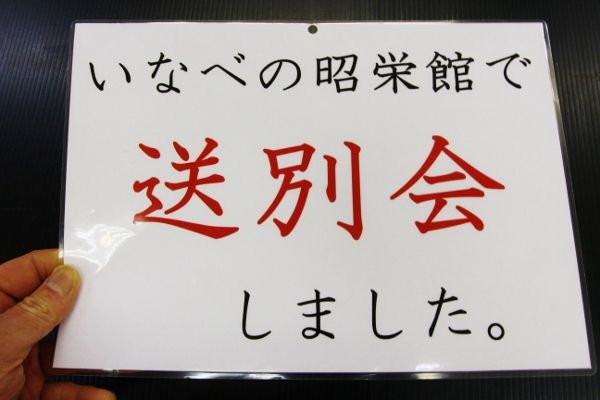 いなべの昭栄館で
送別会
しました。